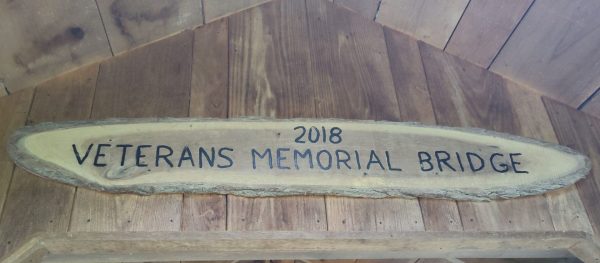 2018
VETERANS MEMORIAL BRIDGE